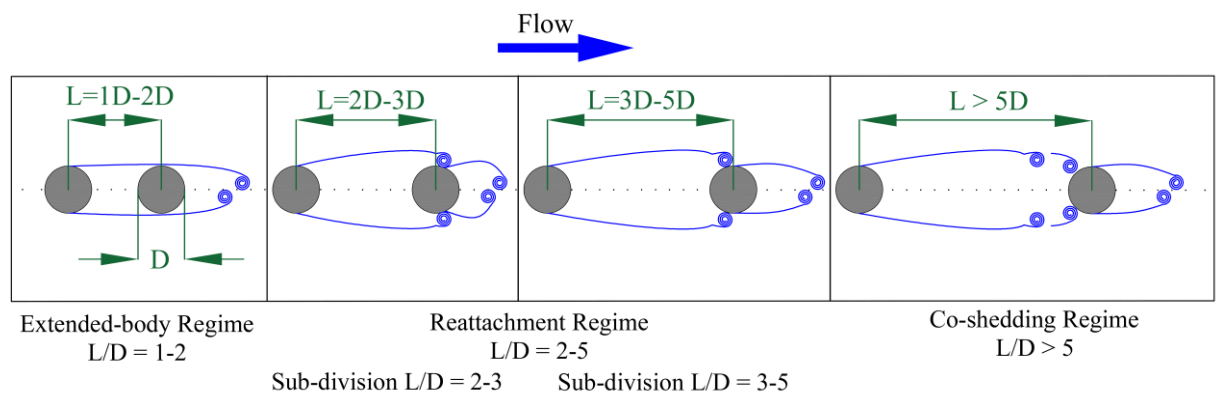 Flow
L=1D-2D
L=2D-3D
L=3D-5D
L > 5D
D
Extended-body Regime
L/D = 1-2
Reattachment Regime
L/D = 2-5
Sub-division L/D = 2-3
Sub-division L/D = 3-5
Co-shedding Regime
L/D > 5